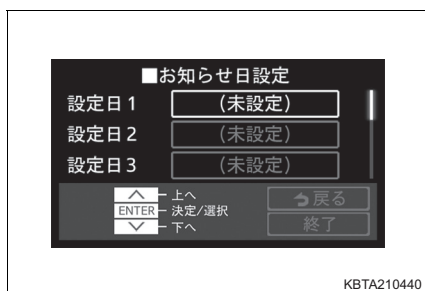 ■お知らせ日設定
設定日1 (未設定)
設定日2 (未設定)
設定日3 (未設定)
上へ
ENTER 決定/選択
下へ
戻る
終了
KBTA210440